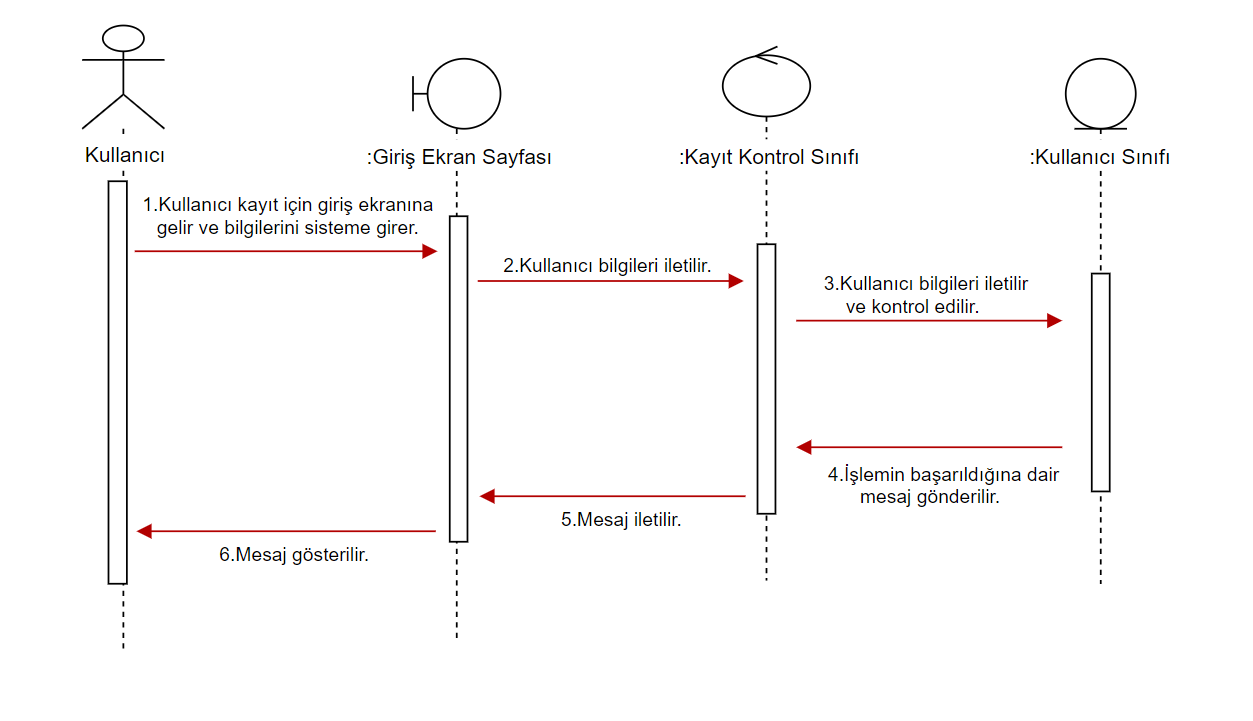 Kullanıcı
:Giriş Ekran Sayfası
:Kayıt Kontrol Sınıfı
:Kullanıcı Sınıfı
1.Kullanıcı kayıt için giriş ekranına
gelir ve bilgilerini sisteme girer.
2.Kullanıcı bilgileri iletilir.
3.Kullanıcı bilgileri iletilir
ve kontrol edilir.
4.İşlemin başarıldığına dair
mesaj gönderilir.
5.Mesaj iletilir.
6.Mesaj gösterilir.